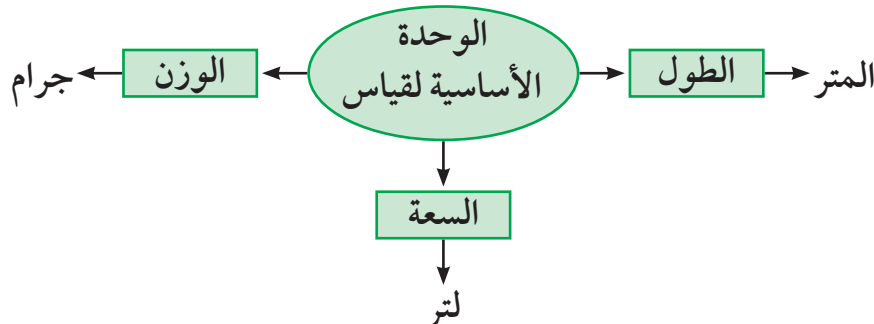 الوحدة
الأساسية لقياس
الطول
المتر
الوزن
جرام
السعة
لتر